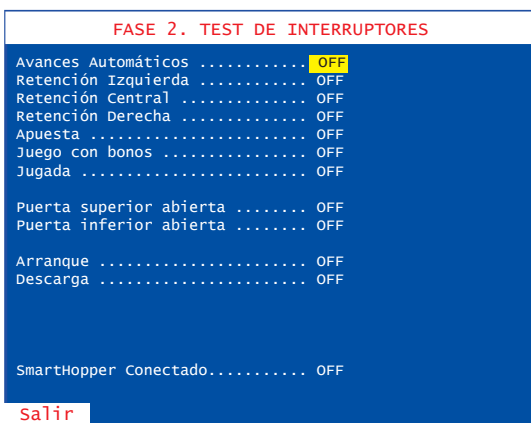 FASE 2. TEST DE INTERRUPTORES
Avances Automáticos ............ OFF
Retención Izquierda ............ OFF
Retención Central .............. OFF
Retención Derecha .............. OFF
Apuesta ........................ OFF
Juego con bonos ................ OFF
Jugada ......................... OFF
Puerta superior abierta ........ OFF
Puerta inferior abierta ........ OFF
Arranque ....................... OFF
Descarga ....................... OFF
SmartHopper Conectado........... OFF
Salir